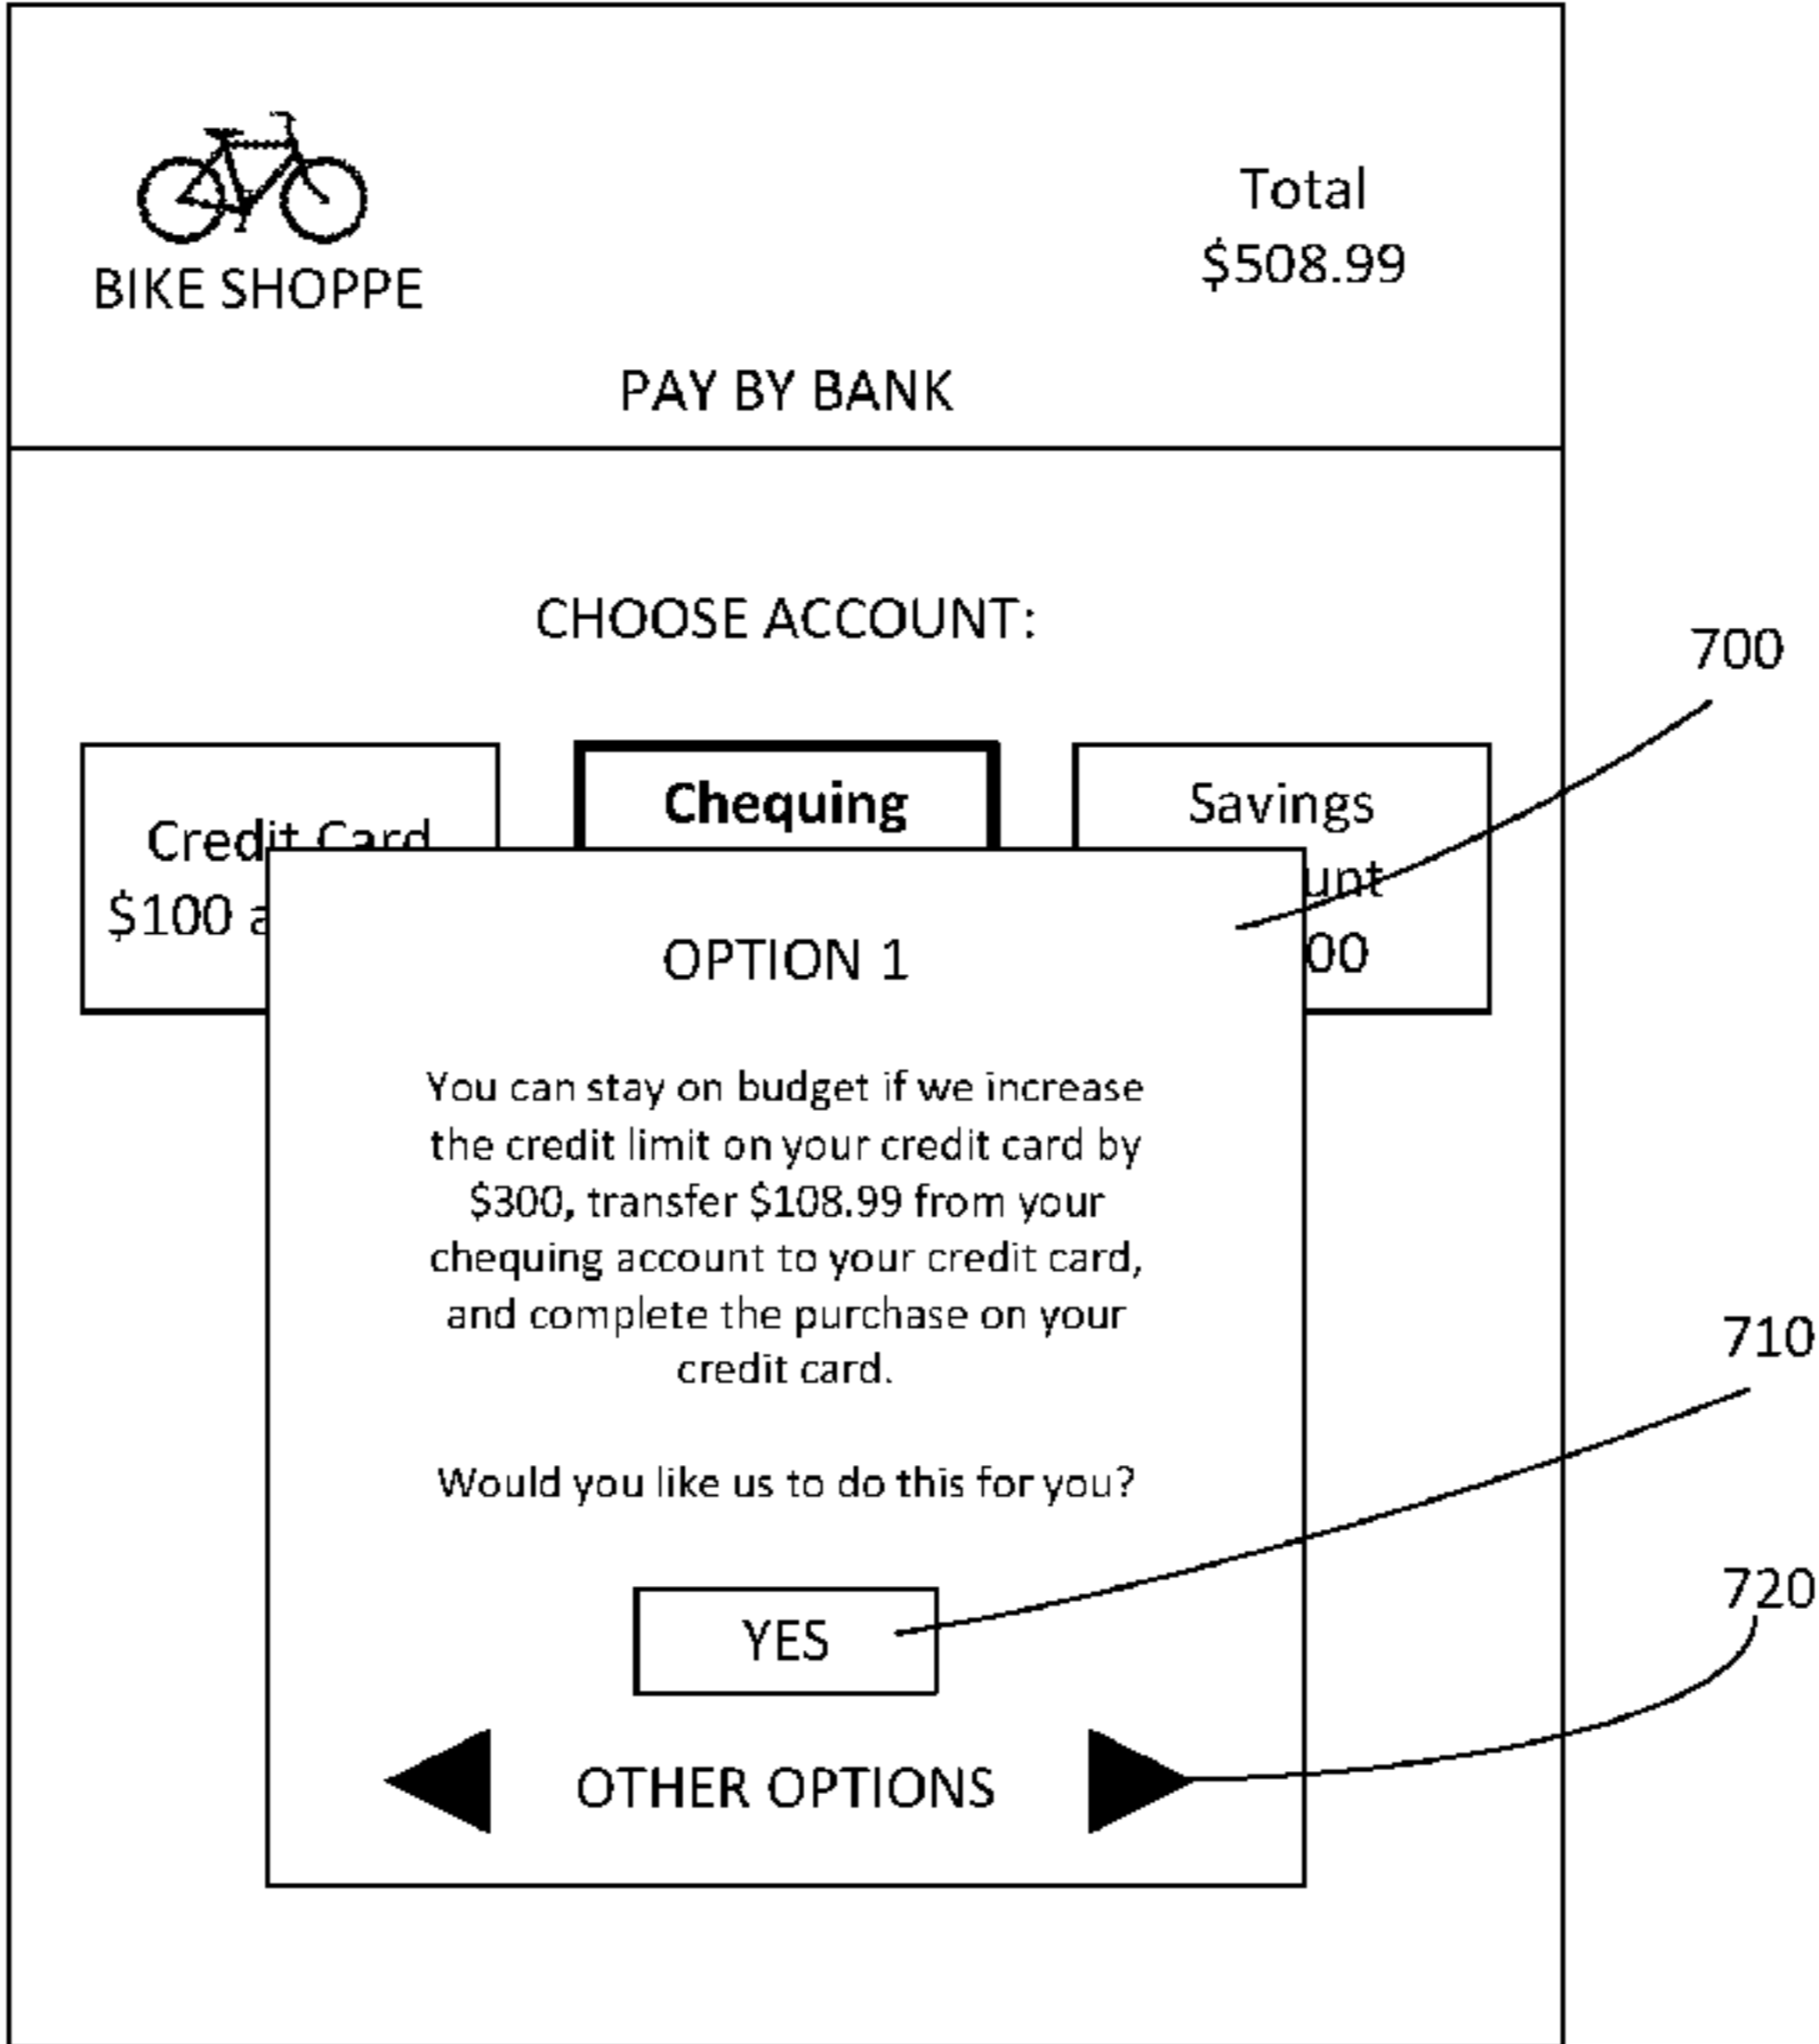 BIKE SHOPPE
Total
$508.99
PAY BY BANK
CHOOSE ACCOUNT:
700
Credit Card
$100
Chequing
Savings
OPTION 1
You can stay on budget if we increase
the credit limit on your credit card by
$300, transfer $108.99 from your
chequing account to your credit card,
and complete the purchase on your
credit card.
Would you like us to do this for you?
710
YES
720
OTHER OPTIONS